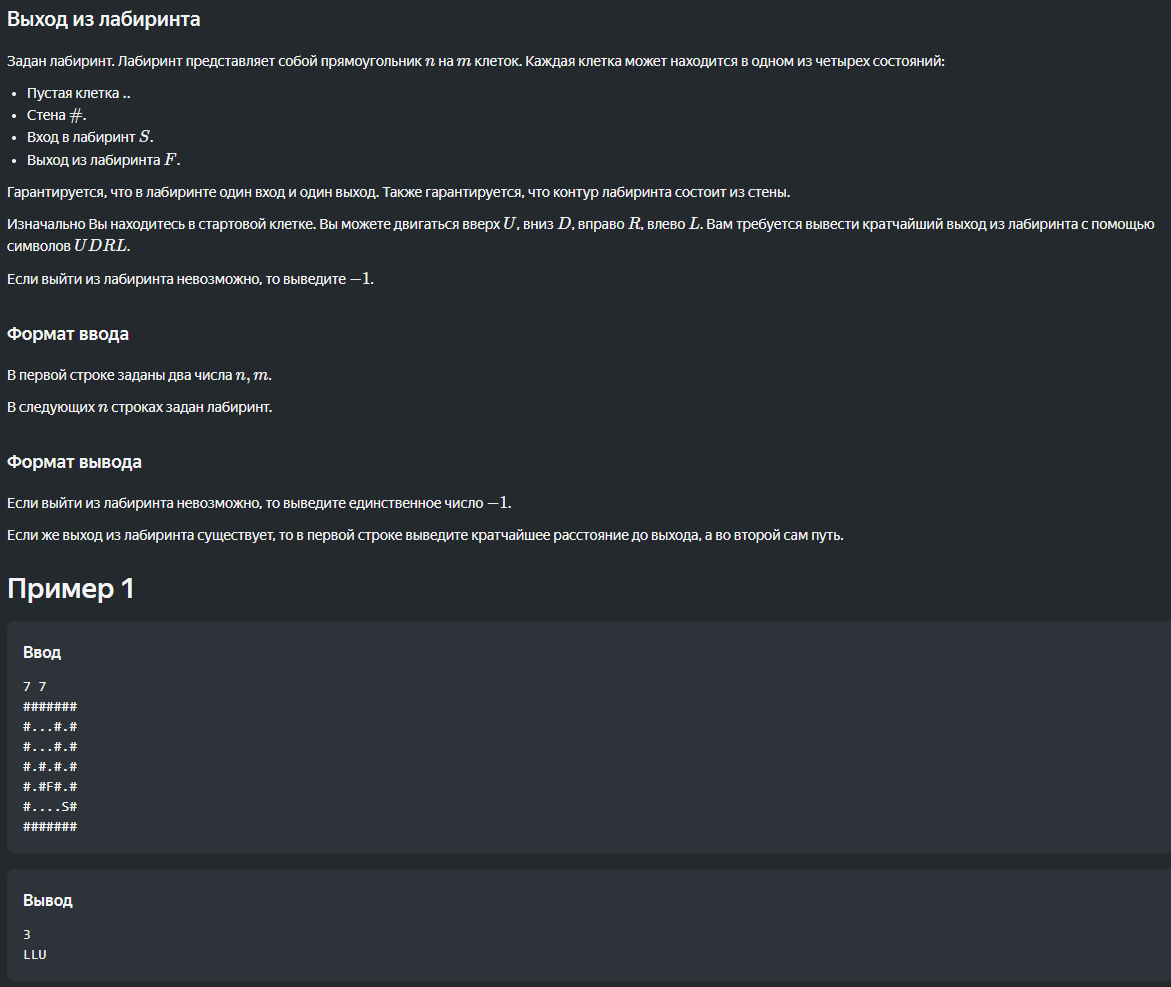 Выход из лабиринта
Задан лабиринт. Лабиринт представляет собой прямоугольник n на m клеток. Каждая клетка может находится в одном из четырех состояний:
• Пустая клетка ..
• Стена #.
• Вход в лабиринт S.
• Выход из лабиринта F.
Гарантируется, что в лабиринте один вход и один выход. Также гарантируется, что контур лабиринта состоит из стены.
Изначально Вы находитесь в стартовой клетке. Вы можете двигаться вверх U, вниз D, вправо R, влево L. Вам требуется вывести кратчайший выход из лабиринта с помощью
символов UDRL.
Если выйти из лабиринта невозможно, то выведите −1.
Формат ввода
В первой строке заданы два числа n, m.
В следующих n строках задан лабиринт.
Формат вывода
Если выйти из лабиринта невозможно, то выведите единственное число −1.
Если же выход из лабиринта существует, то в первой строке выведите кратчайшее расстояние до выхода, а во второй сам путь.
Пример 1
Ввод
7 7
#######
#...#.#
#...#.#
#.#.#.#
#.#F#.#
#....S#
#######
Вывод
3
LLU